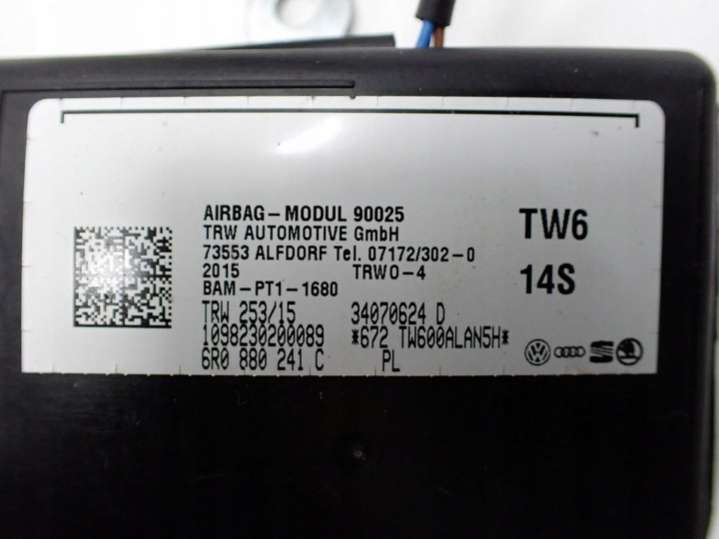 AIRBAG-MODUL 90025
TRW AUTOMOTIVE GmbH
73553 ALFDORF Tel. 07172/302-0
2015 TRWO-4
BAM-PT1-1680
TW6
14S
TRW 253/15 34070624 D
1098230200089 *672 TW600ALAN5H*
6R0 880 241 C PL